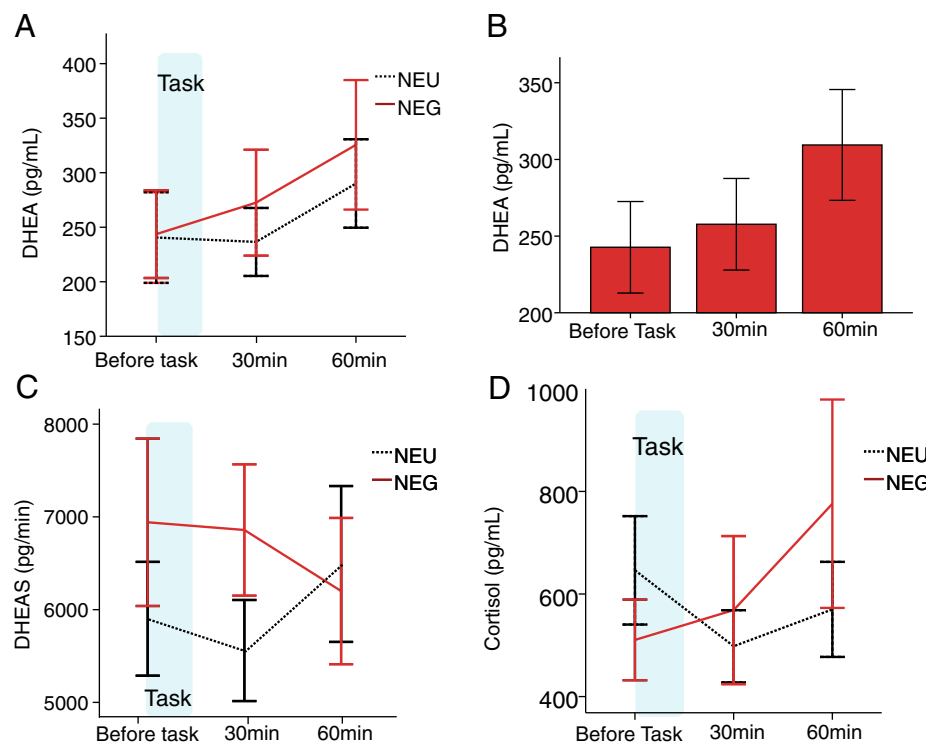 A
DHEA (pg/mL)
400
350
300
250
200
150
Task
NEU
NEG
Before task 30min 60min
B
DHEA (pg/mL)
350
300
250
200
Before Task 30min 60min
C
DHEAS (pg/min)
8000
7000
6000
5000
NEU
NEG
Task
Before task 30min 60min
D
Cortisol (pg/mL)
1000
800
600
400
Task
NEU
NEG
Before Task 30min 60min